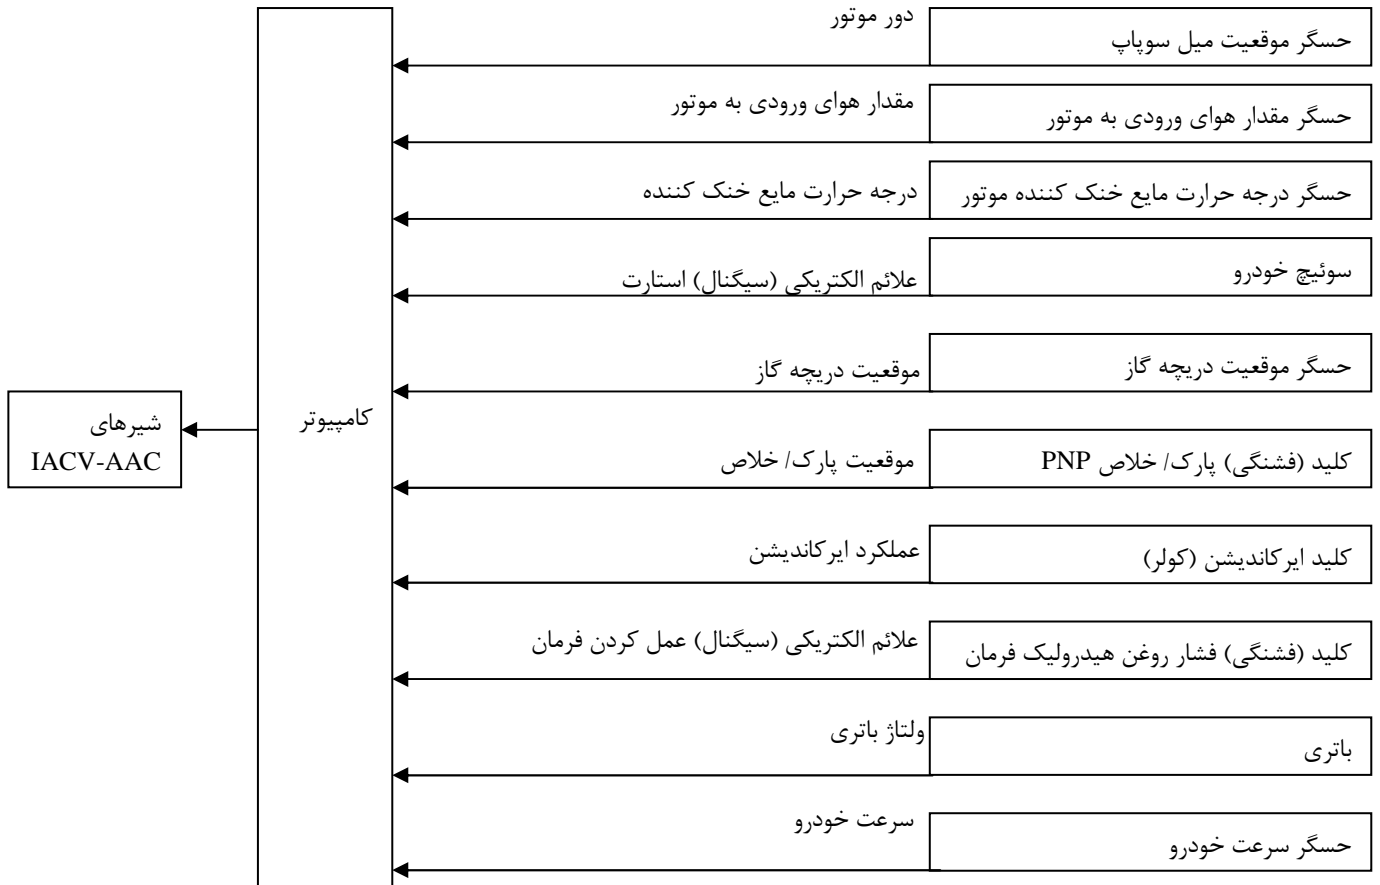 دور موتور
حسگر موقعیت میل سوپاپ
مقدار هوای ورودی به موتور
حسگر مقدار هوای ورودی به موتور
درجه حرارت مایع خنک کننده
حسگر درجه حرارت مایع خنک کننده موتور
علائم الکتریکی (سیگنال) استارت
سوئیچ خودرو
موقعیت دریچه گاز
حسگر موقعیت دریچه گاز
کامپیوتر
شیرهای
IACV-AAC
موقعیت پارک/ خلاص
کلید (فشنگی) پارک/ خلاص PNP
عملکرد ایرکاندیشن
کلید ایرکاندیشن (کولر)
علائم الکتریکی (سیگنال) عمل کردن فرمان
کلید (فشنگی) فشار روغن هیدرولیک فرمان
ولتاژ باتری
باتری
سرعت خودرو
حسگر سرعت خودرو